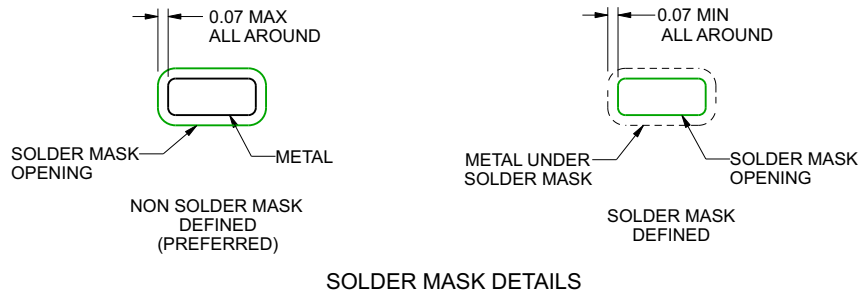 0.07 MAX
ALL AROUND
SOLDER MASK
OPENING
METAL
NON SOLDER MASK
DEFINED
(PREFERRED)
0.07 MIN
ALL AROUND
METAL UNDER
SOLDER MASK
SOLDER MASK
OPENING
SOLDER MASK
DEFINED
SOLDER MASK DETAILS